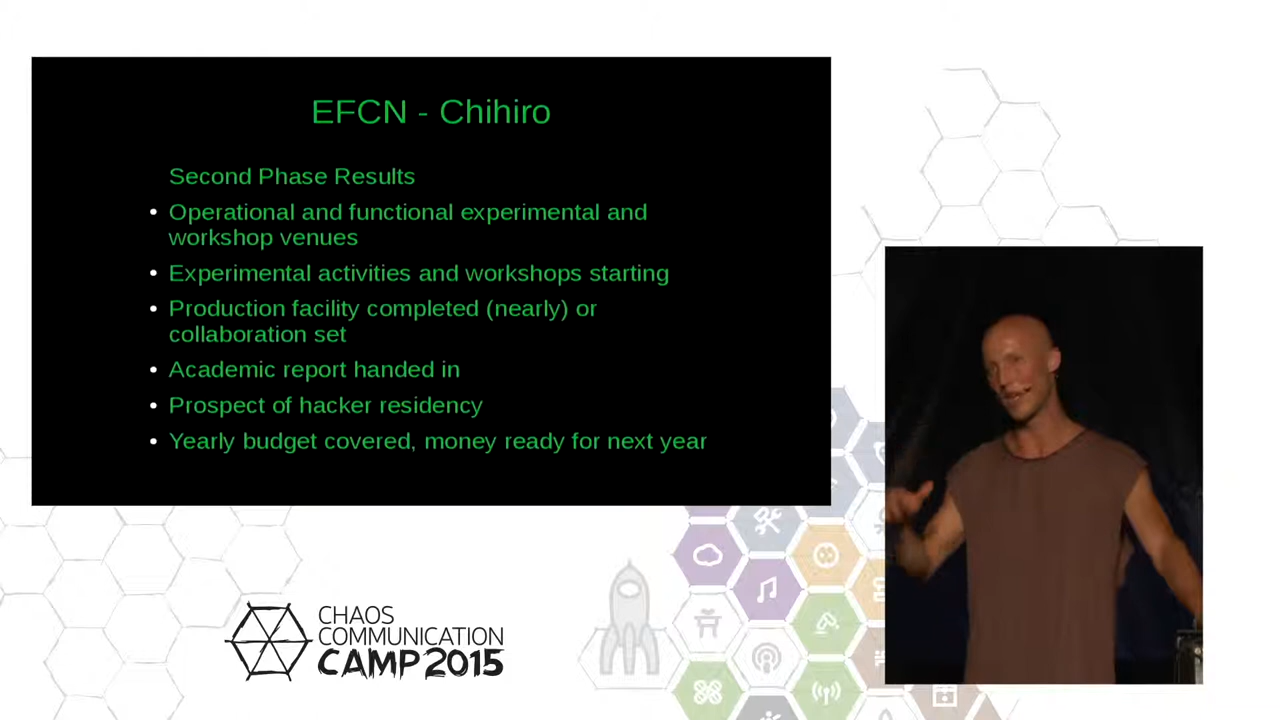 EFCN - Chihiro
Second Phase Results
Operational and functional experimental and
workshop venues
Experimental activities and workshops starting
Production facility completed (nearly) or
collaboration set
Academic report handed in
Prospect of hacker residency
Yearly budget covered, money ready for next year
CHAOS
COMMUNICATION
CAMP 2015